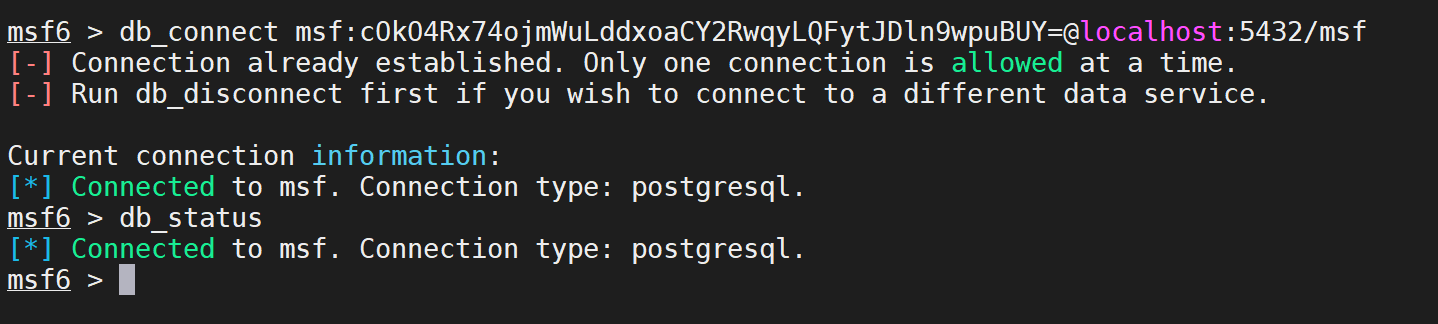 msf6 > db_connect msf:cOkO4Rx74ojmWuLddxoaCY2RwqyLQFytJDln9wpuBUY=@localhost:5432/msf
[-] Connection already established. Only one connection is allowed at a time.
[-] Run db_disconnect first if you wish to connect to a different data service.
Current connection information:
[*] Connected to msf. Connection type: postgresql.
msf6 > db_status
[*] Connected to msf. Connection type: postgresql.
msf6 >